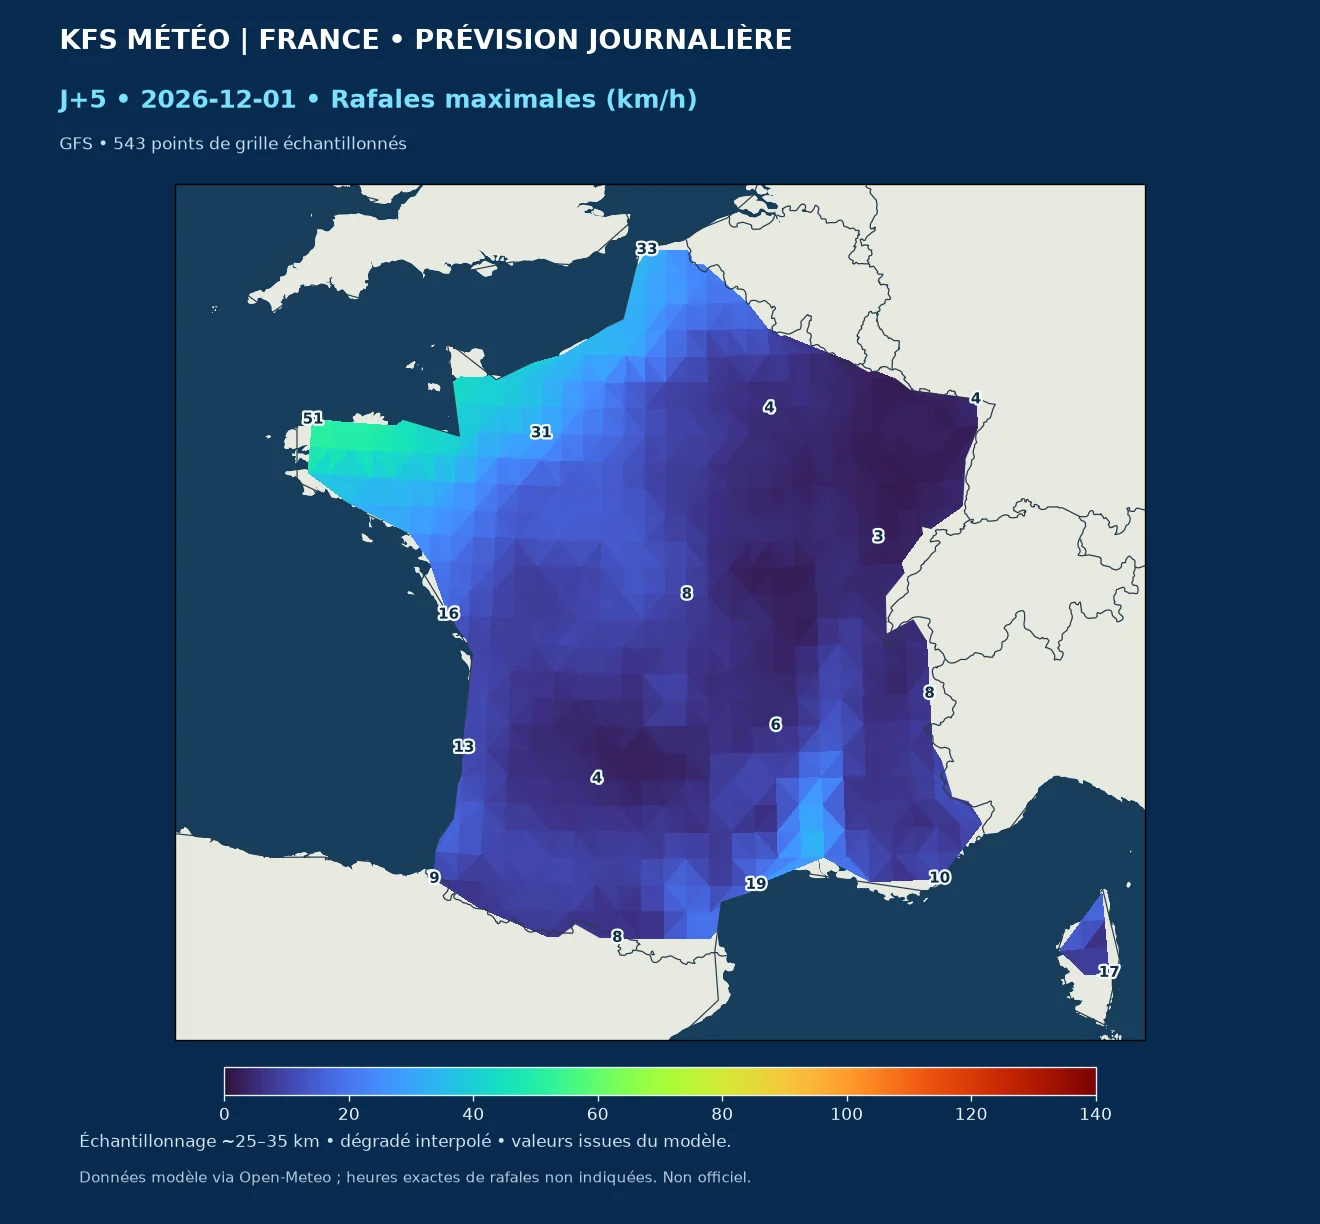 KFS MÉTÉO | FRANCE • PRÉVISION JOURNALIÈRE
J+5 • 2026-12-01 • Rafales maximales (km/h)
GFS • 543 points de grille échantillonnés
33
4
4
51
31
3
8
16
8
6
13
4
9
19
10
8
17
0 20 40 60 80 100 120 140
Échantillonnage ~25–35 km • dégradé interpolé • valeurs issues du modèle.
Données modèle via Open-Meteo ; heures exactes de rafales non indiquées. Non officiel.